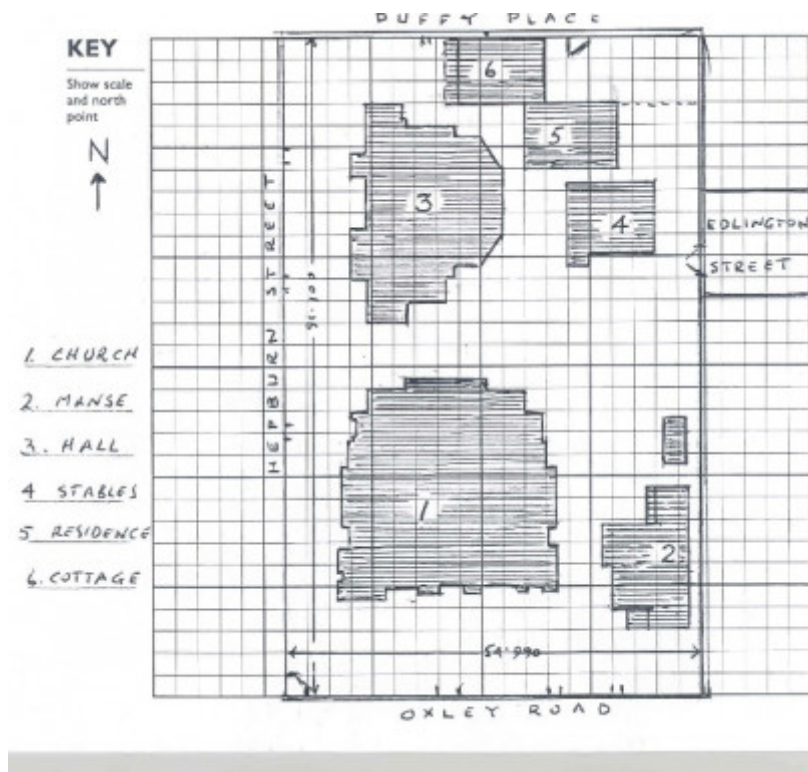 DUFFY PLACE
KEY
Show scale
and north
point
N
HEPBURN STREET
6
5
3
4
EDLINGTON
STREET
1. CHURCH
2. MANSE
3. HALL
4 STABLES
5 RESIDENCE
6. COTTAGE
1
2
54.990
OXLEY ROAD